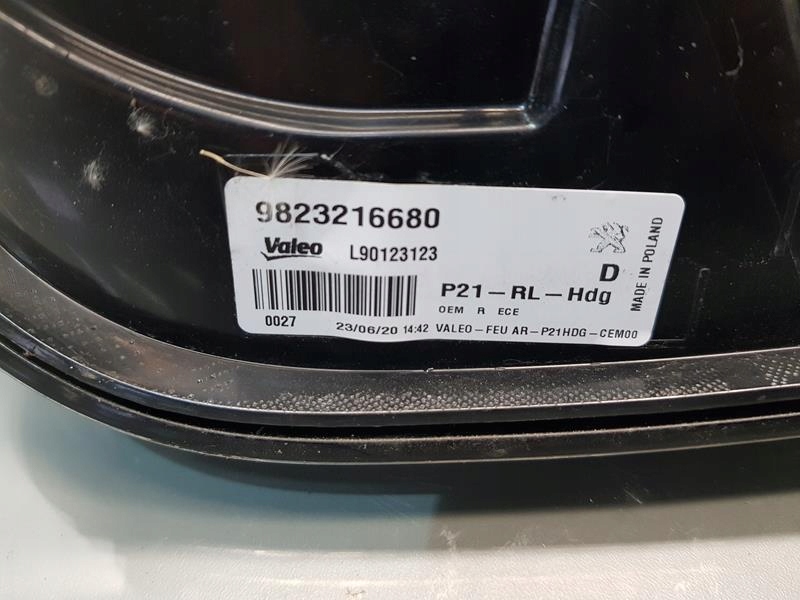 9823216680
Valeo L90123123
D
P21-RL-Hdg
OEM R ECE
0027
23/06/20 14:42 VALEO-FEU AR-P21HDG-CEM00
MADE IN POLAND